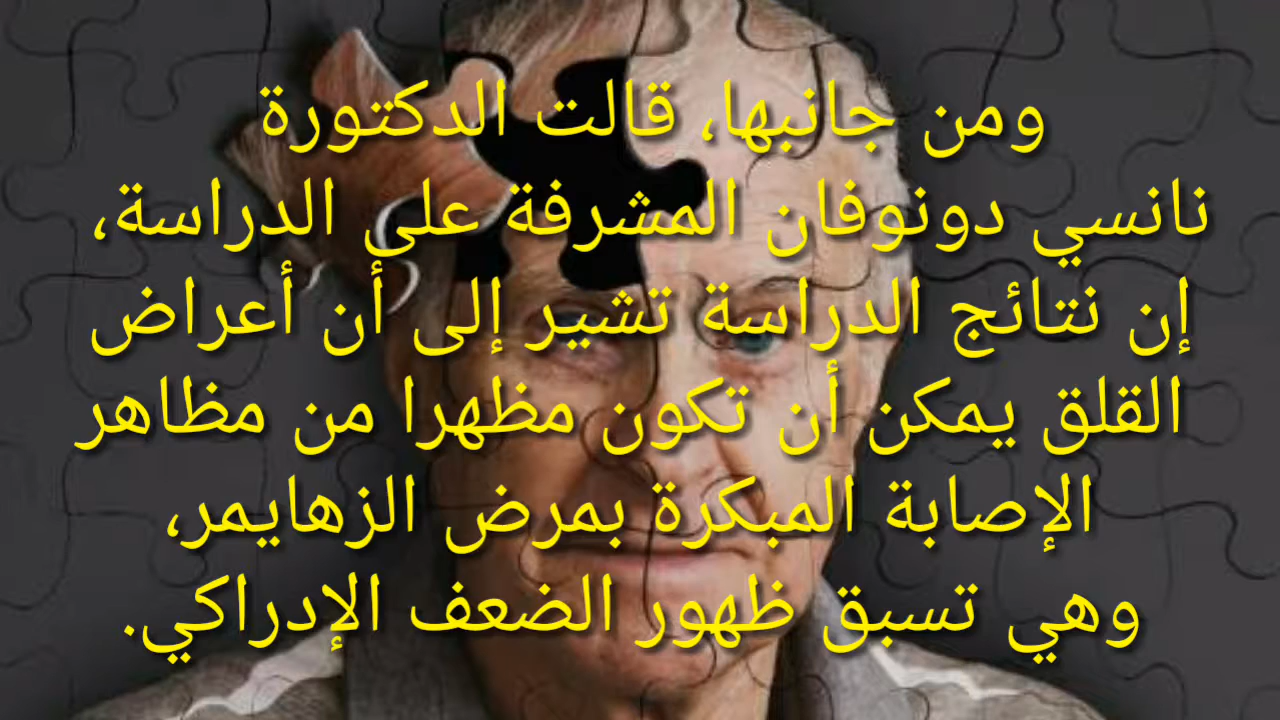 ومن جانبها، قالت الدكتورة
نانسي دونوفان المشرفة على الدراسة،
إن نتائج الدراسة تشير إلى أن أعراض
القلق يمكن أن تكون مظهرا من مظاهر
الإصابة المبكرة بمرض الزهايمر،
وهي تسبق ظهور الضعف الإدراكي.